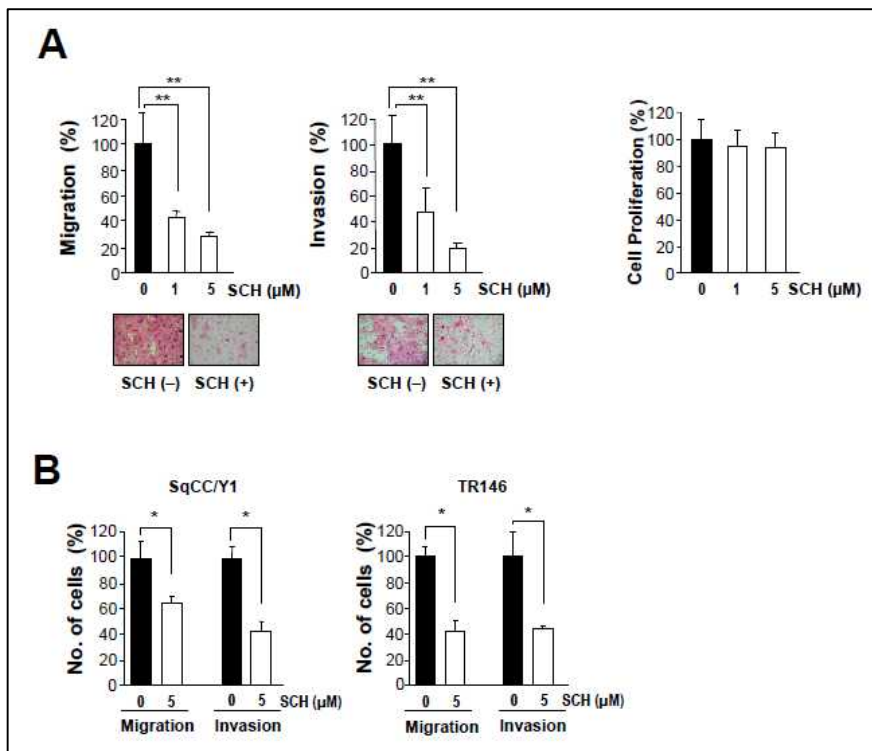 A
** ** **
** ** **
Migration (%)
120
100
80
60
40
20
0
0 1 5 SCH (µM)
SCH (–) SCH (+)
Invasion (%)
120
100
80
60
40
20
0
0 1 5 SCH (µM)
SCH (–) SCH (+)
Cell Proliferation (%)
120
100
80
60
40
20
0
0 1 5 SCH (µM)
B
SqCC/Y1
* *
No. of cells (%)
120
100
80
60
40
20
0
0 5 0 5 SCH (µM)
Migration Invasion
TR146
* *
No. of cells (%)
120
100
80
60
40
20
0
0 5 0 5 SCH (µM)
Migration Invasion